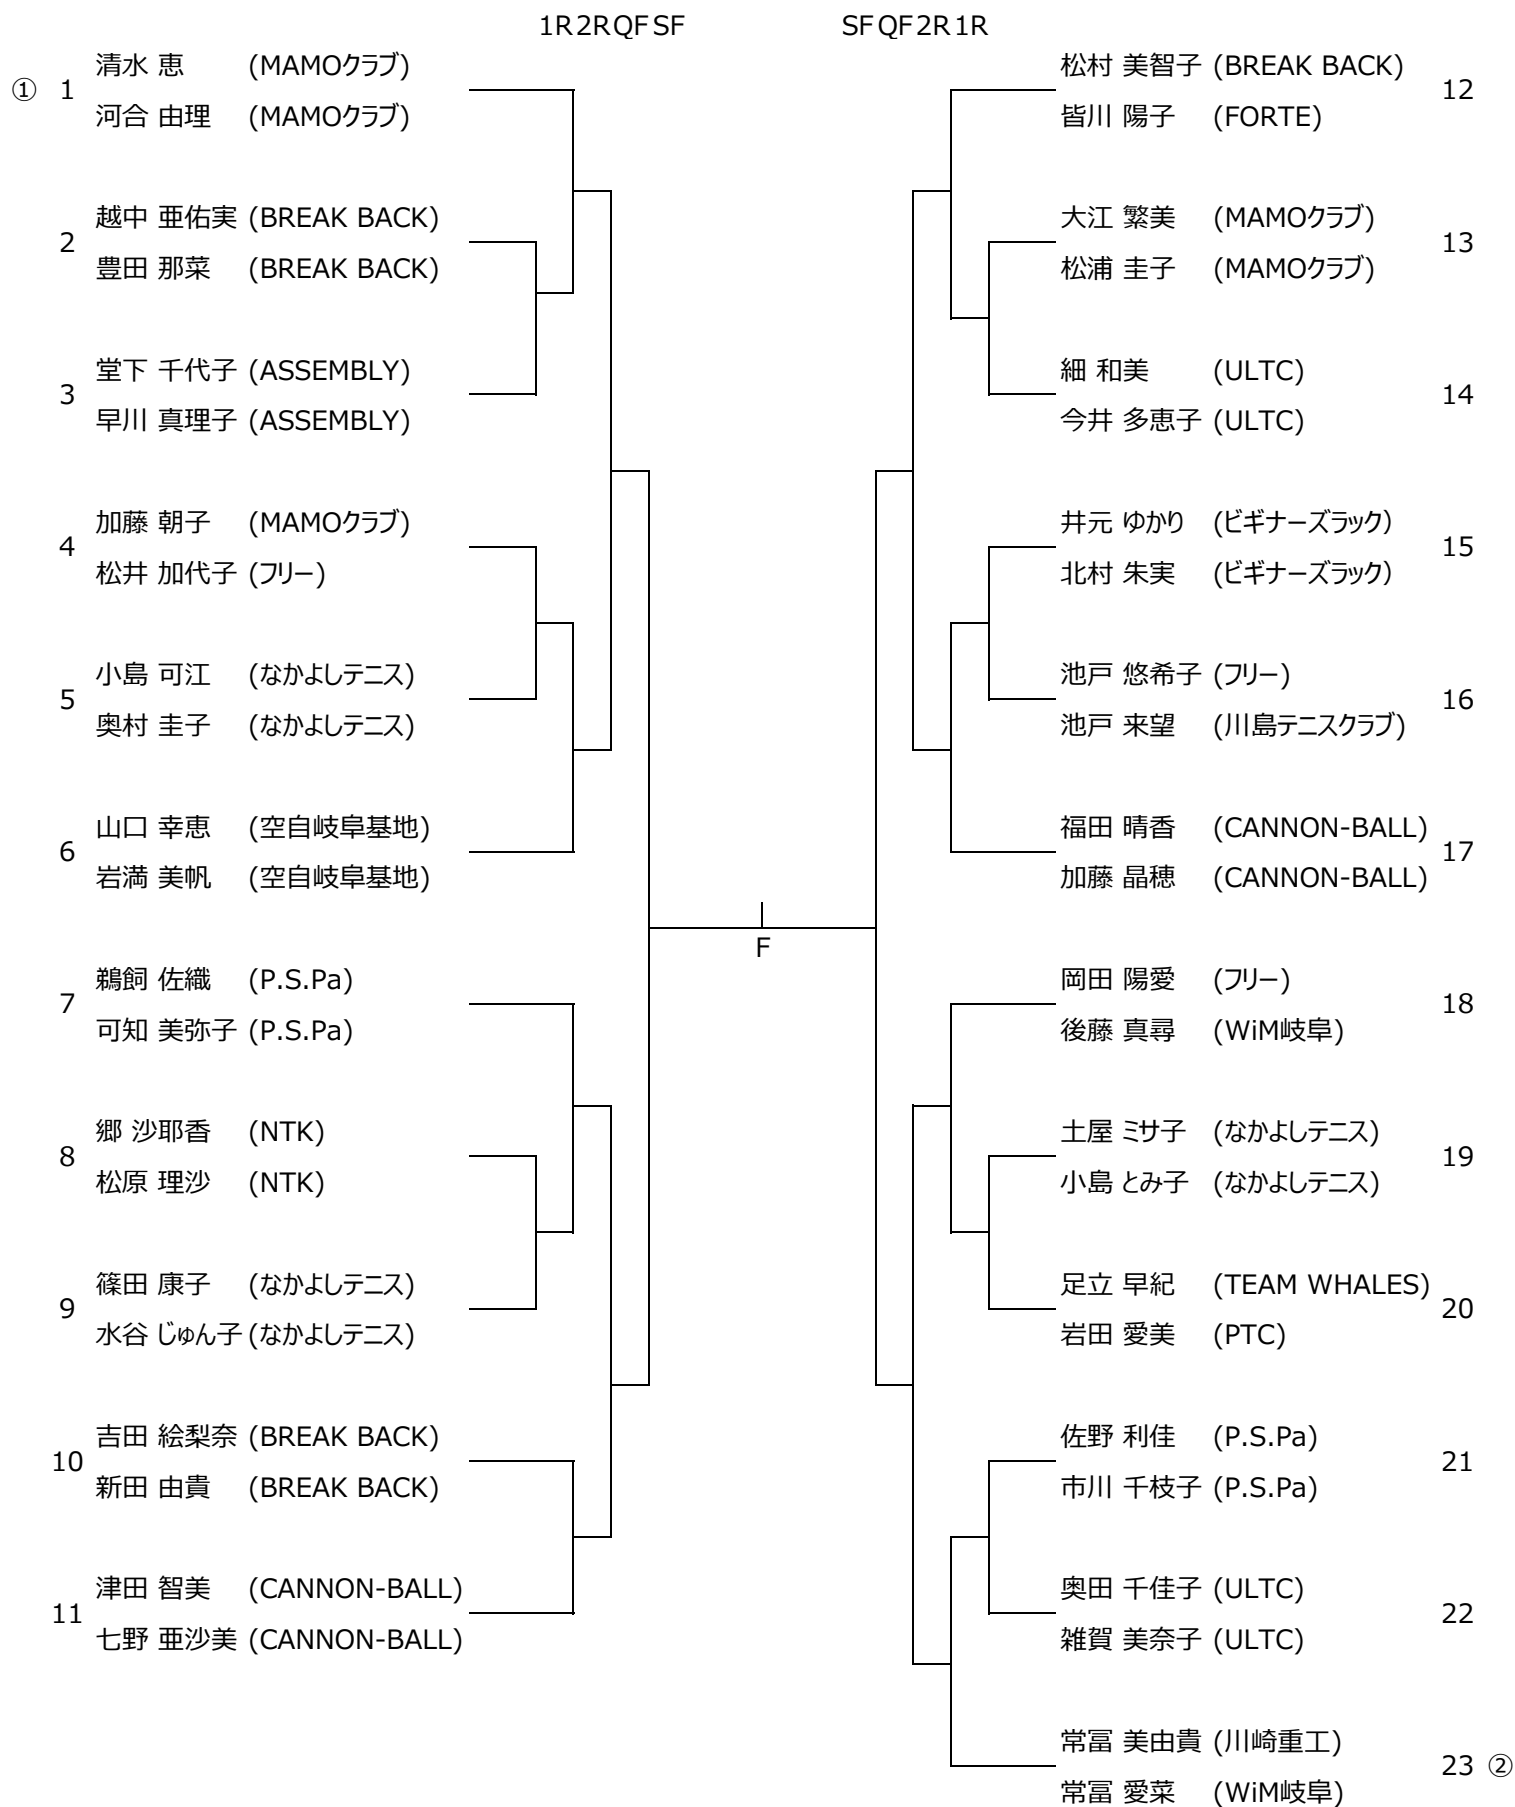 1R2RQFSF
SFQF2R1R
① 1
清水 恵 (MAMOクラブ)
河合 由理 (MAMOクラブ)
2
越中 亜佑実 (BREAK BACK)
豊田 那菜 (BREAK BACK)
3
堂下 千代子 (ASSEMBLY)
早川 真理子 (ASSEMBLY)
4
加藤 朝子 (MAMOクラブ)
松井 加代子 (フリー)
5
小島 可江 (なかよしテニス)
奥村 圭子 (なかよしテニス)
6
山口 幸恵 (空自岐阜基地)
岩満 美帆 (空自岐阜基地)
7
鵜飼 佐織 (P.S.Pa)
可知 美弥子 (P.S.Pa)
8
郷 沙耶香 (NTK)
松原 理沙 (NTK)
9
篠田 康子 (なかよしテニス)
水谷 じゅん子 (なかよしテニス)
10
吉田 絵梨奈 (BREAK BACK)
新田 由貴 (BREAK BACK)
11
津田 智美 (CANNON-BALL)
七野 亜沙美 (CANNON-BALL)
F
松村 美智子 (BREAK BACK)
皆川 陽子 (FORTE)
12
大江 繁美 (MAMOクラブ)
松浦 圭子 (MAMOクラブ)
13
細 和美 (ULTC)
今井 多恵子 (ULTC)
14
井元 ゆかり (ビギナーズラック)
北村 朱実 (ビギナーズラック)
15
池戸 悠希子 (フリー)
池戸 来望 (川島テニスクラブ)
16
福田 晴香 (CANNON-BALL)
加藤 晶穂 (CANNON-BALL)
17
岡田 陽愛 (フリー)
後藤 真尋 (WiM岐阜)
18
土屋 ミサ子 (なかよしテニス)
小島 とみ子 (なかよしテニス)
19
足立 早紀 (TEAM WHALES)
岩田 愛美 (PTC)
20
佐野 利佳 (P.S.Pa)
市川 千枝子 (P.S.Pa)
21
奥田 千佳子 (ULTC)
雑賀 美奈子 (ULTC)
22
常冨 美由貴 (川崎重工)
常冨 愛菜 (WiM岐阜)
23 ②